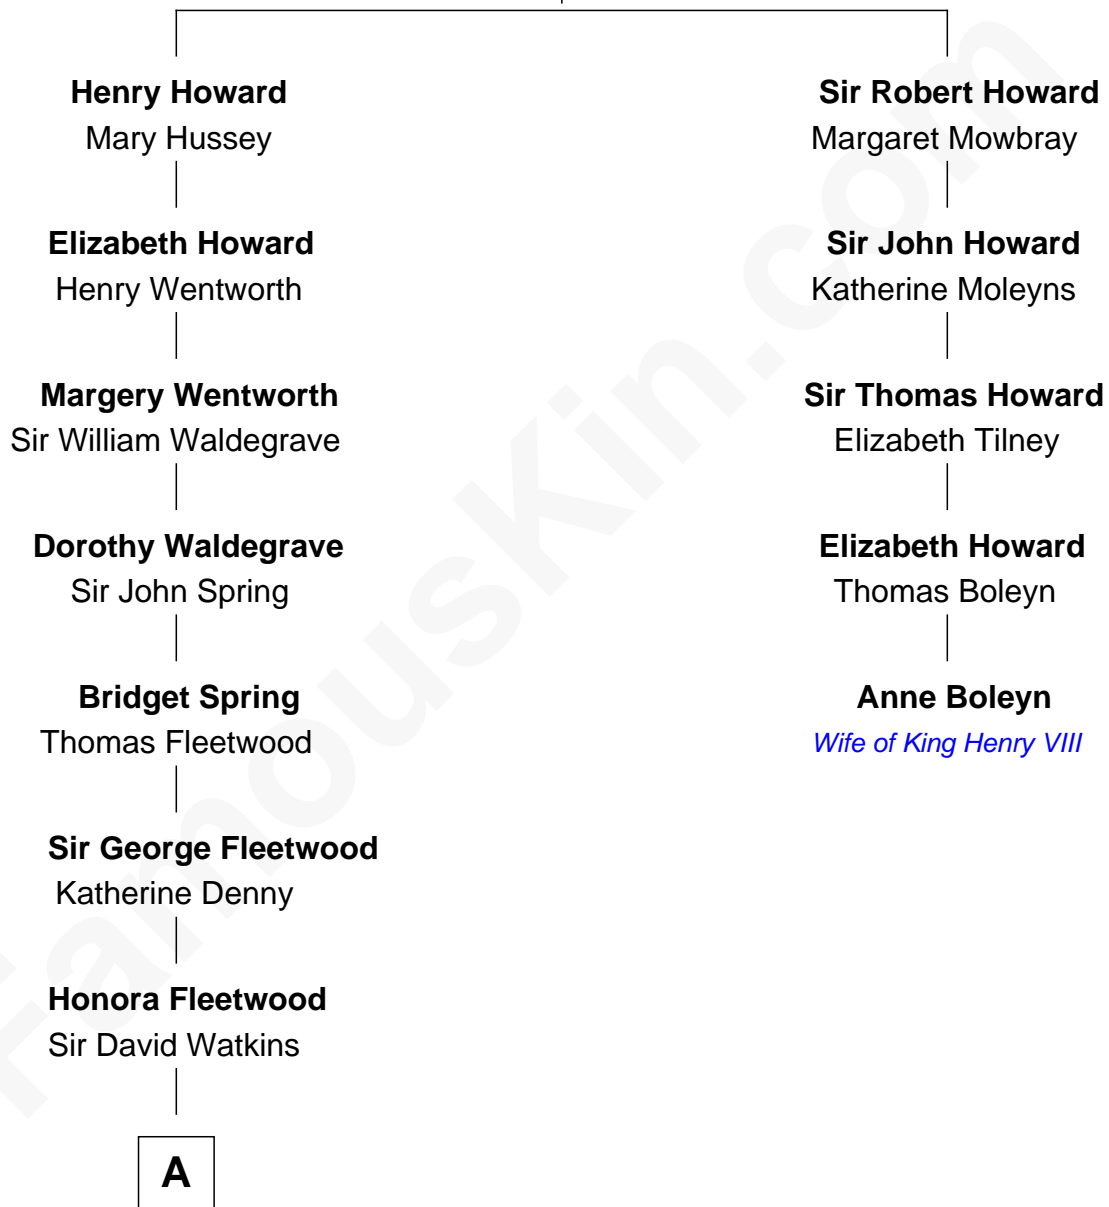 Henry Howard
Mary Hussey
Sir Robert Howard
Margaret Mowbray
Elizabeth Howard
Henry Wentworth
Sir John Howard
Katherine Moleyns
Margery Wentworth
Sir William Waldegrave
Sir Thomas Howard
Elizabeth Tilney
Dorothy Waldegrave
Sir John Spring
Elizabeth Howard
Thomas Boleyn
Bridget Spring
Thomas Fleetwood
Anne Boleyn
Wife of King Henry VIII
Sir George Fleetwood
Katherine Denny
Honora Fleetwood
Sir David Watkins
A
FamousKin.com